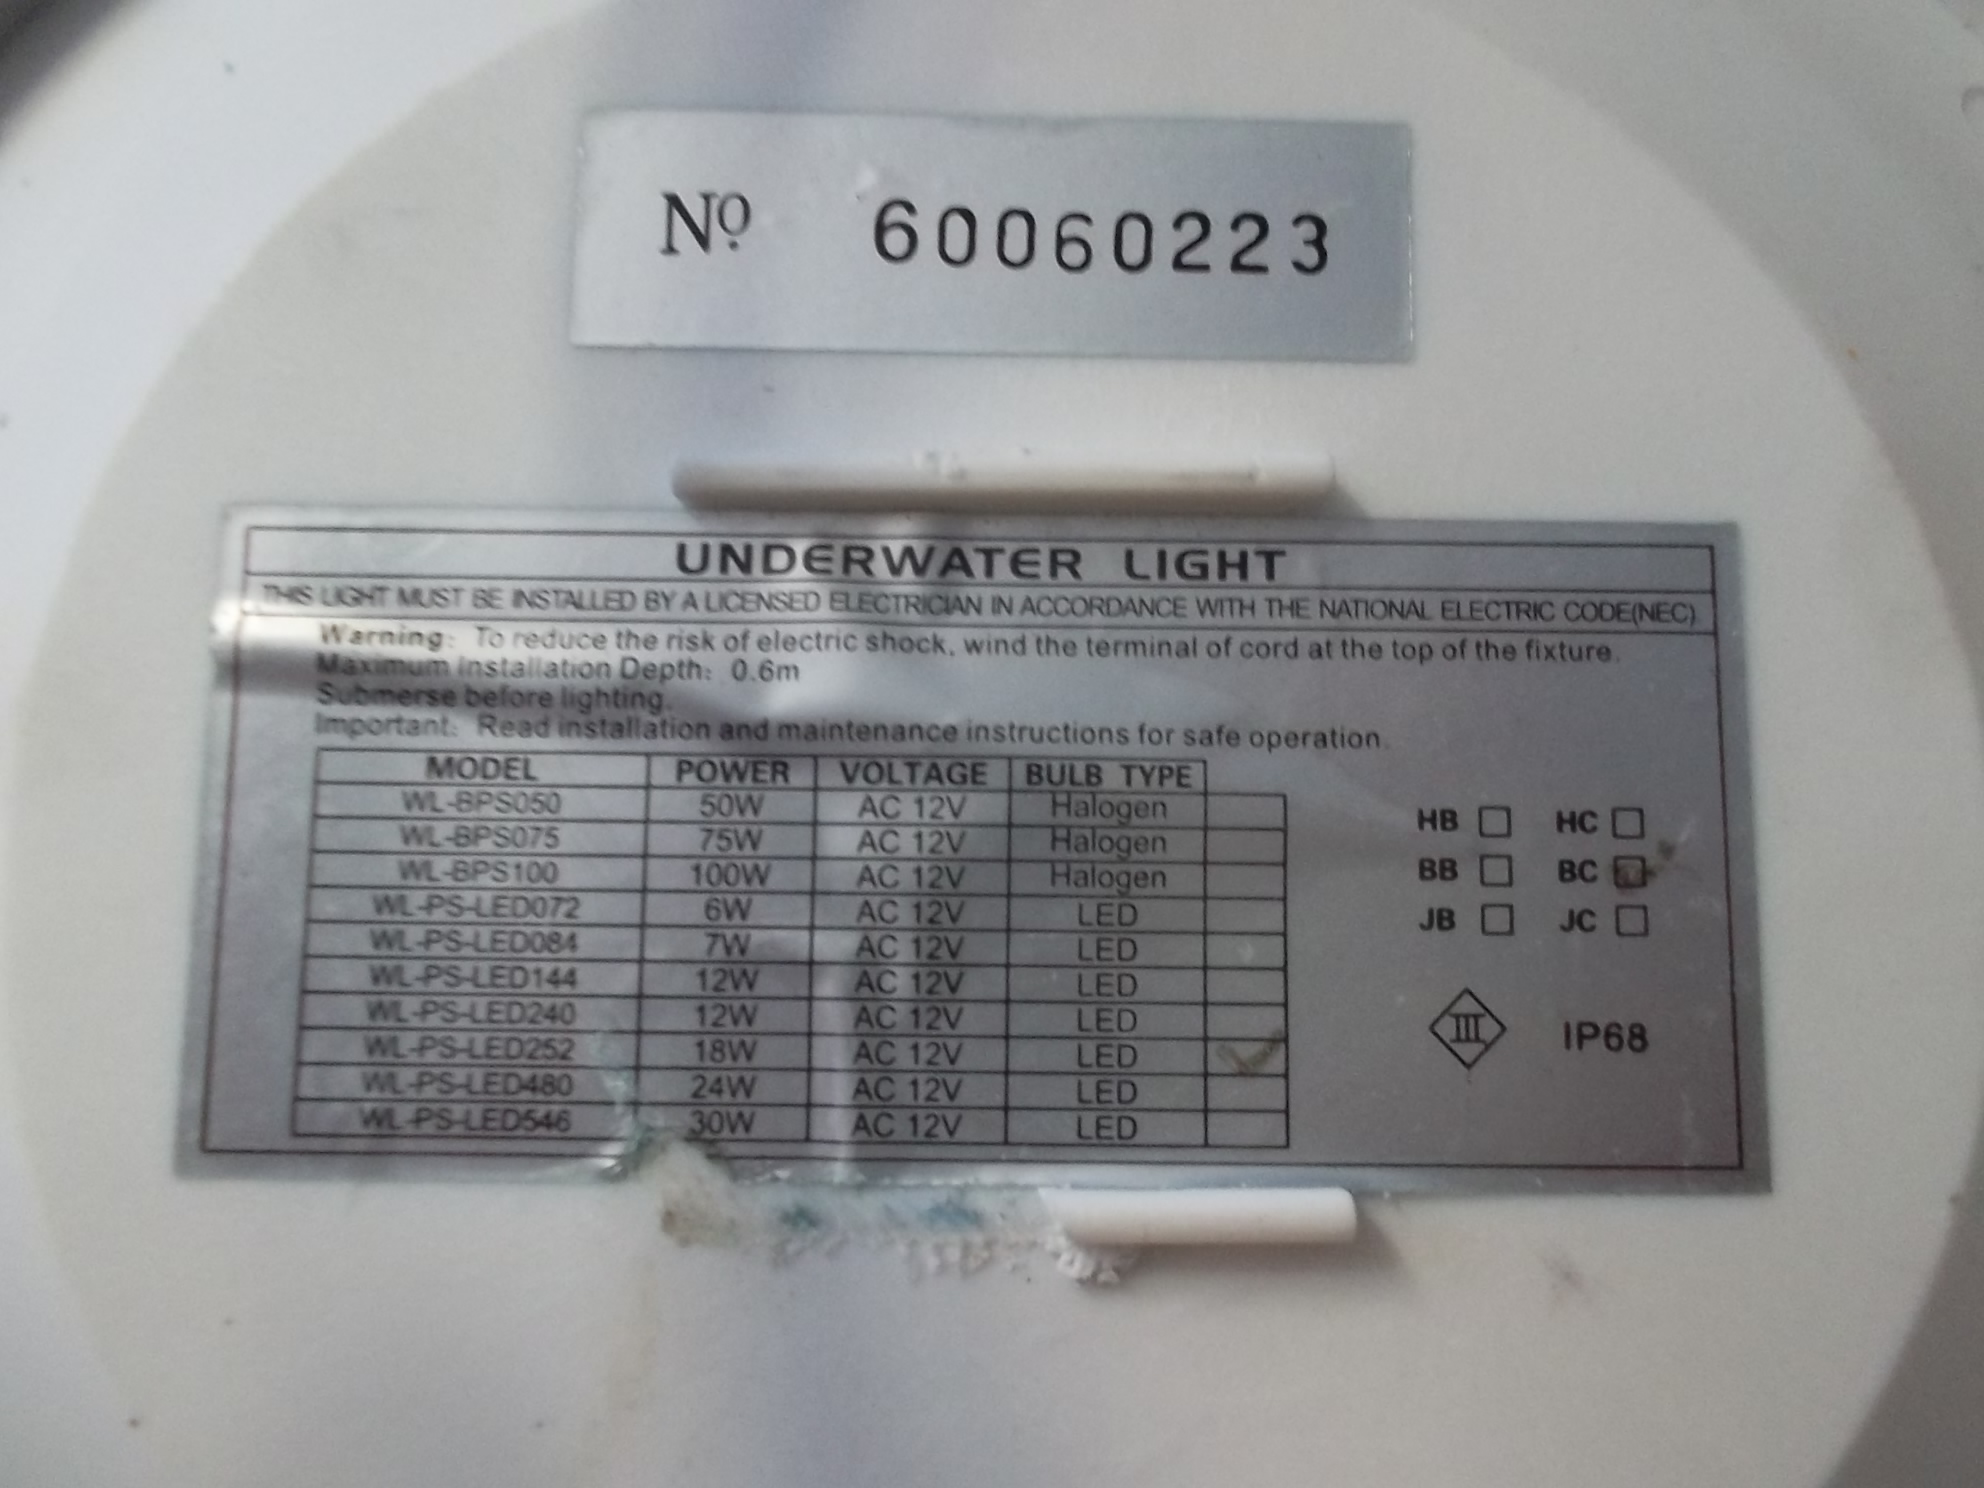 № 60060223
UNDERWATER LIGHT
THIS LIGHT MUST BE INSTALLED BY A LICENSED ELECTRICIAN IN ACCORDANCE WITH THE NATIONAL ELECTRIC CODE(NEC)
Warning: To reduce the risk of electric shock, wind the terminal of cord at the top of the fixture.
Maximum Installation Depth: 0.6m
Submerse before lighting.
Important: Read installation and maintenance instructions for safe operation.
MODEL POWER VOLTAGE BULB TYPE
WL-BPS050 50W AC 12V Halogen
WL-BPS075 75W AC 12V Halogen
WL-BPS100 100W AC 12V Halogen
WL-PS-LED072 6W AC 12V LED
WL-PS-LED084 7W AC 12V LED
WL-PS-LED144 12W AC 12V LED
WL-PS-LED240 12W AC 12V LED
WL-PS-LED252 18W AC 12V LED
WL-PS-LED480 24W AC 12V LED
WL-PS-LED546 30W AC 12V LED
HB HC
BB BC
JB JC
III IP68